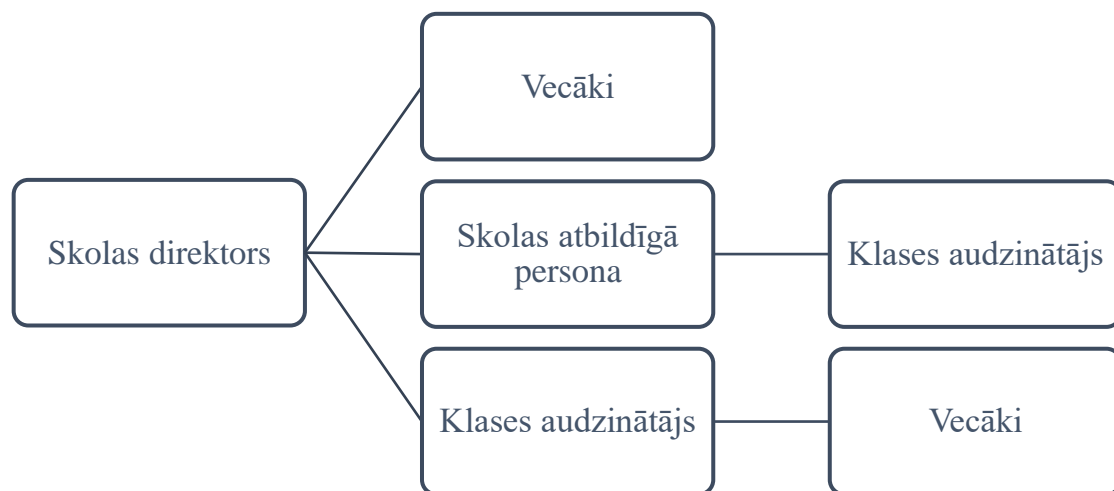 Vecāki
Skolas direktors
Skolas atbildīgā
persona
Klases audzinātājs
Klases audzinātājs
Vecāki